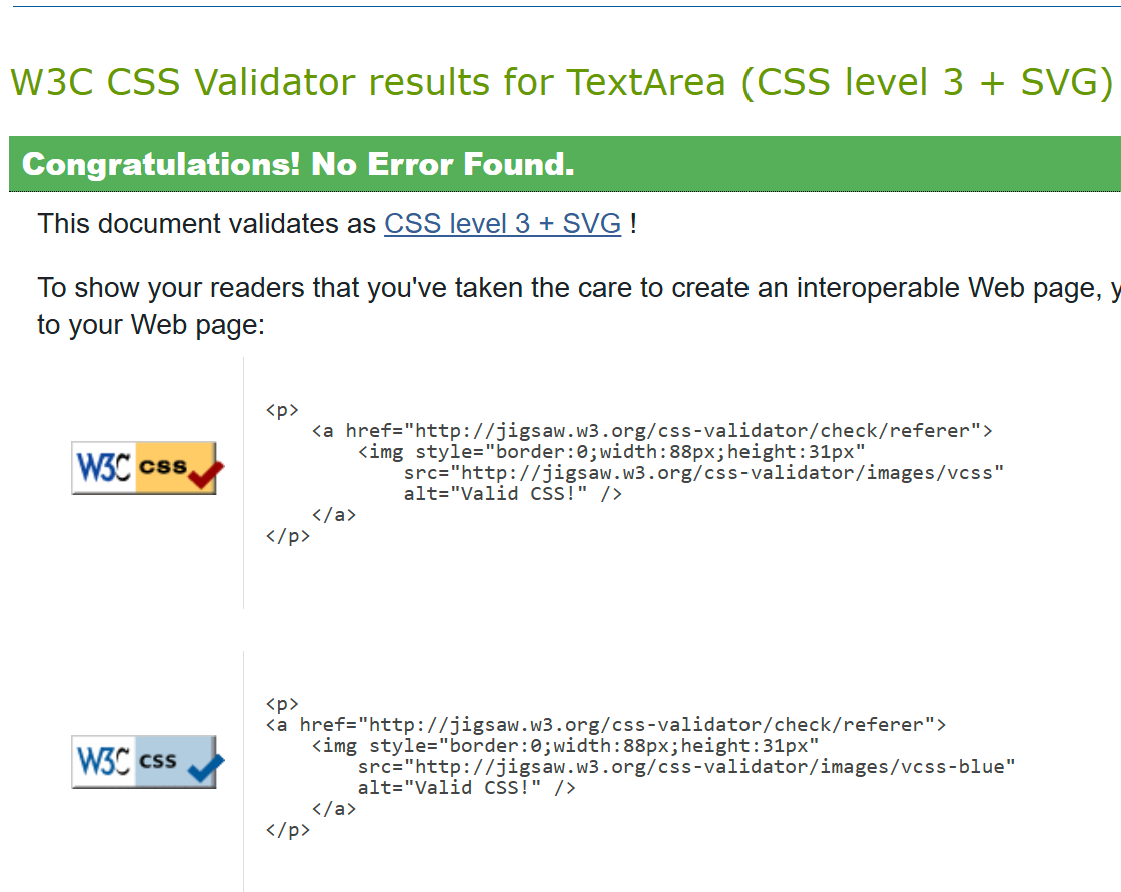 W3C CSS Validator results for TextArea (CSS level 3 + SVG)
Congratulations! No Error Found.
This document validates as CSS level 3 + SVG !
To show your readers that you've taken the care to create an interoperable Web page,
to your Web page:
W3C css
<p>
    <a href="http://jigsaw.w3.org/css-validator/check/referer">
        <img style="border:0;width:88px;height:31px"
            src="http://jigsaw.w3.org/css-validator/images/vcss"
            alt="Valid CSS!" />
    </a>
</p>
W3C css
<p>
<a href="http://jigsaw.w3.org/css-validator/check/referer">
    <img style="border:0;width:88px;height:31px"
        src="http://jigsaw.w3.org/css-validator/images/vcss-blue"
        alt="Valid CSS!" />
    </a>
</p>